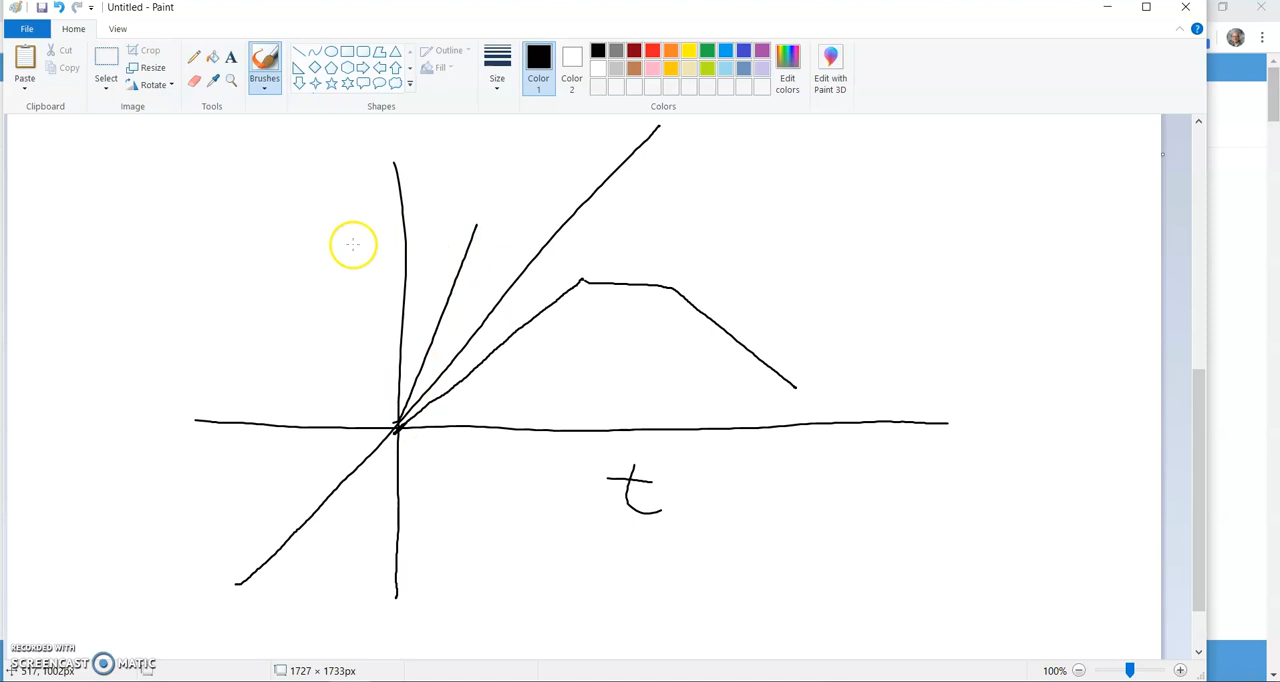 Untitled - Paint
File
Home
View
Paste
Cut
Copy
Clipboard
Select
Crop
Resize
Rotate
Image
A
Tools
Brushes
Shapes
Outline
Fill
Size
Color 1
Color 2
Edit colors
Colors
Edit with Paint 3D
t
RECORDED WITH
SCREENCAST MATIC
517, 1002px
1727 × 1733px
100%